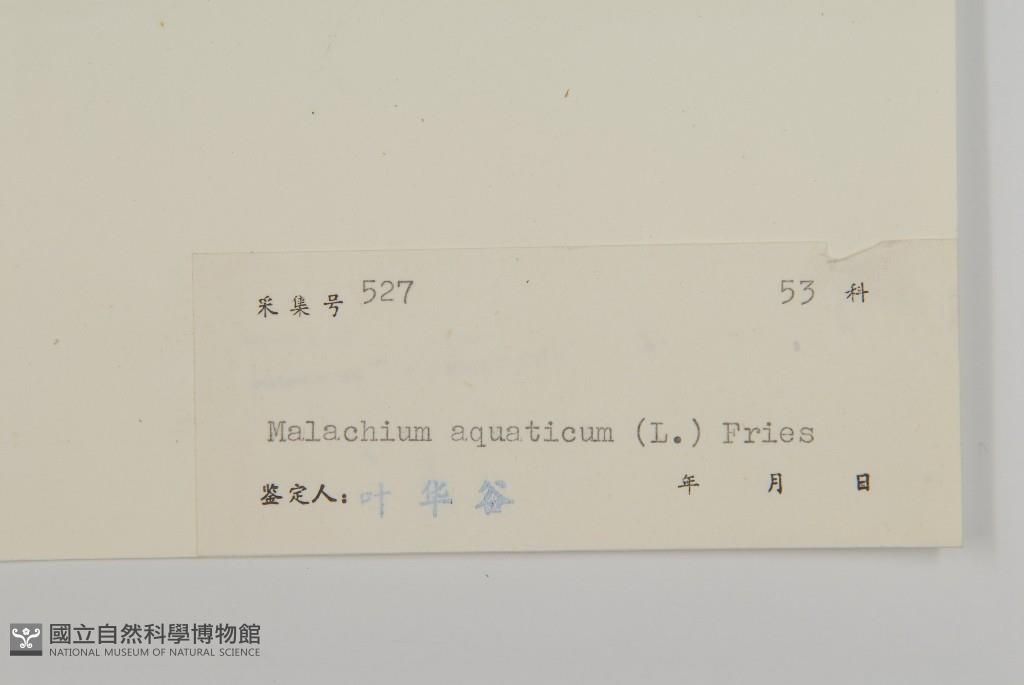 采集号 527 53 科
Malachium aquaticum (L.) Fries
鉴定人: 叶华谷 年 月 日
國立自然科學博物館
NATIONAL MUSEUM OF NATURAL SCIENCE